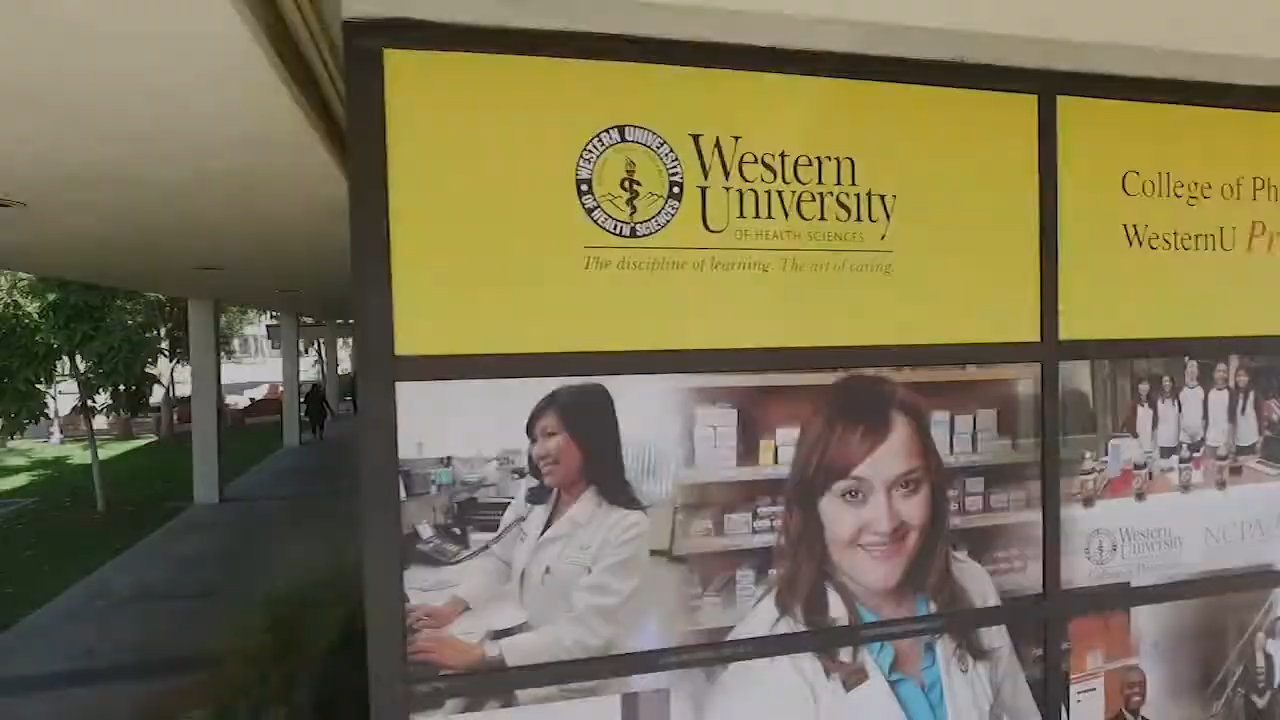 WESTERN UNIVERSITY
OF HEALTH SCIENCES
Western
University
OF HEALTH SCIENCES
The discipline of learning. The art of caring.
College of Ph
WesternU Pr
Western
University
NCPA